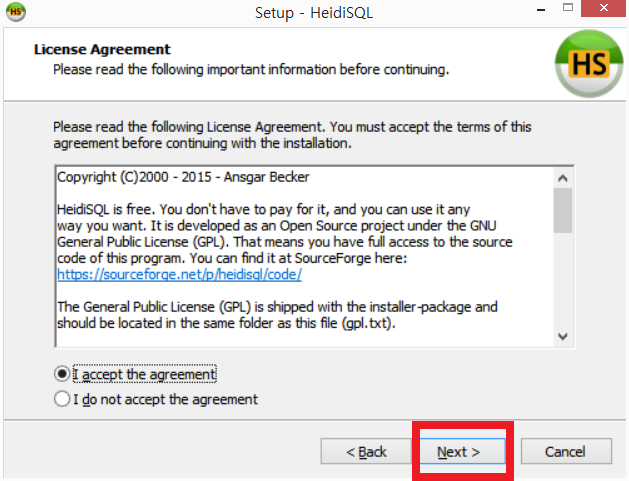 HS
Setup - HeidiSQL
License Agreement
Please read the following important information before continuing.
HS
Please read the following License Agreement. You must accept the terms of this
agreement before continuing with the installation.
Copyright (C)2000 - 2015 - Ansgar Becker
HeidiSQL is free. You don't have to pay for it, and you can use it any
way you want. It is developed as an Open Source project under the GNU
General Public License (GPL). That means you have full access to the source
code of this program. You can find it at SourceForge here:
https://sourceforge.net/p/heidisql/code/
The General Public License (GPL) is shipped with the installer-package and
should be located in the same folder as this file (gpl.txt).
I accept the agreement
I do not accept the agreement
< Back
Next >
Cancel